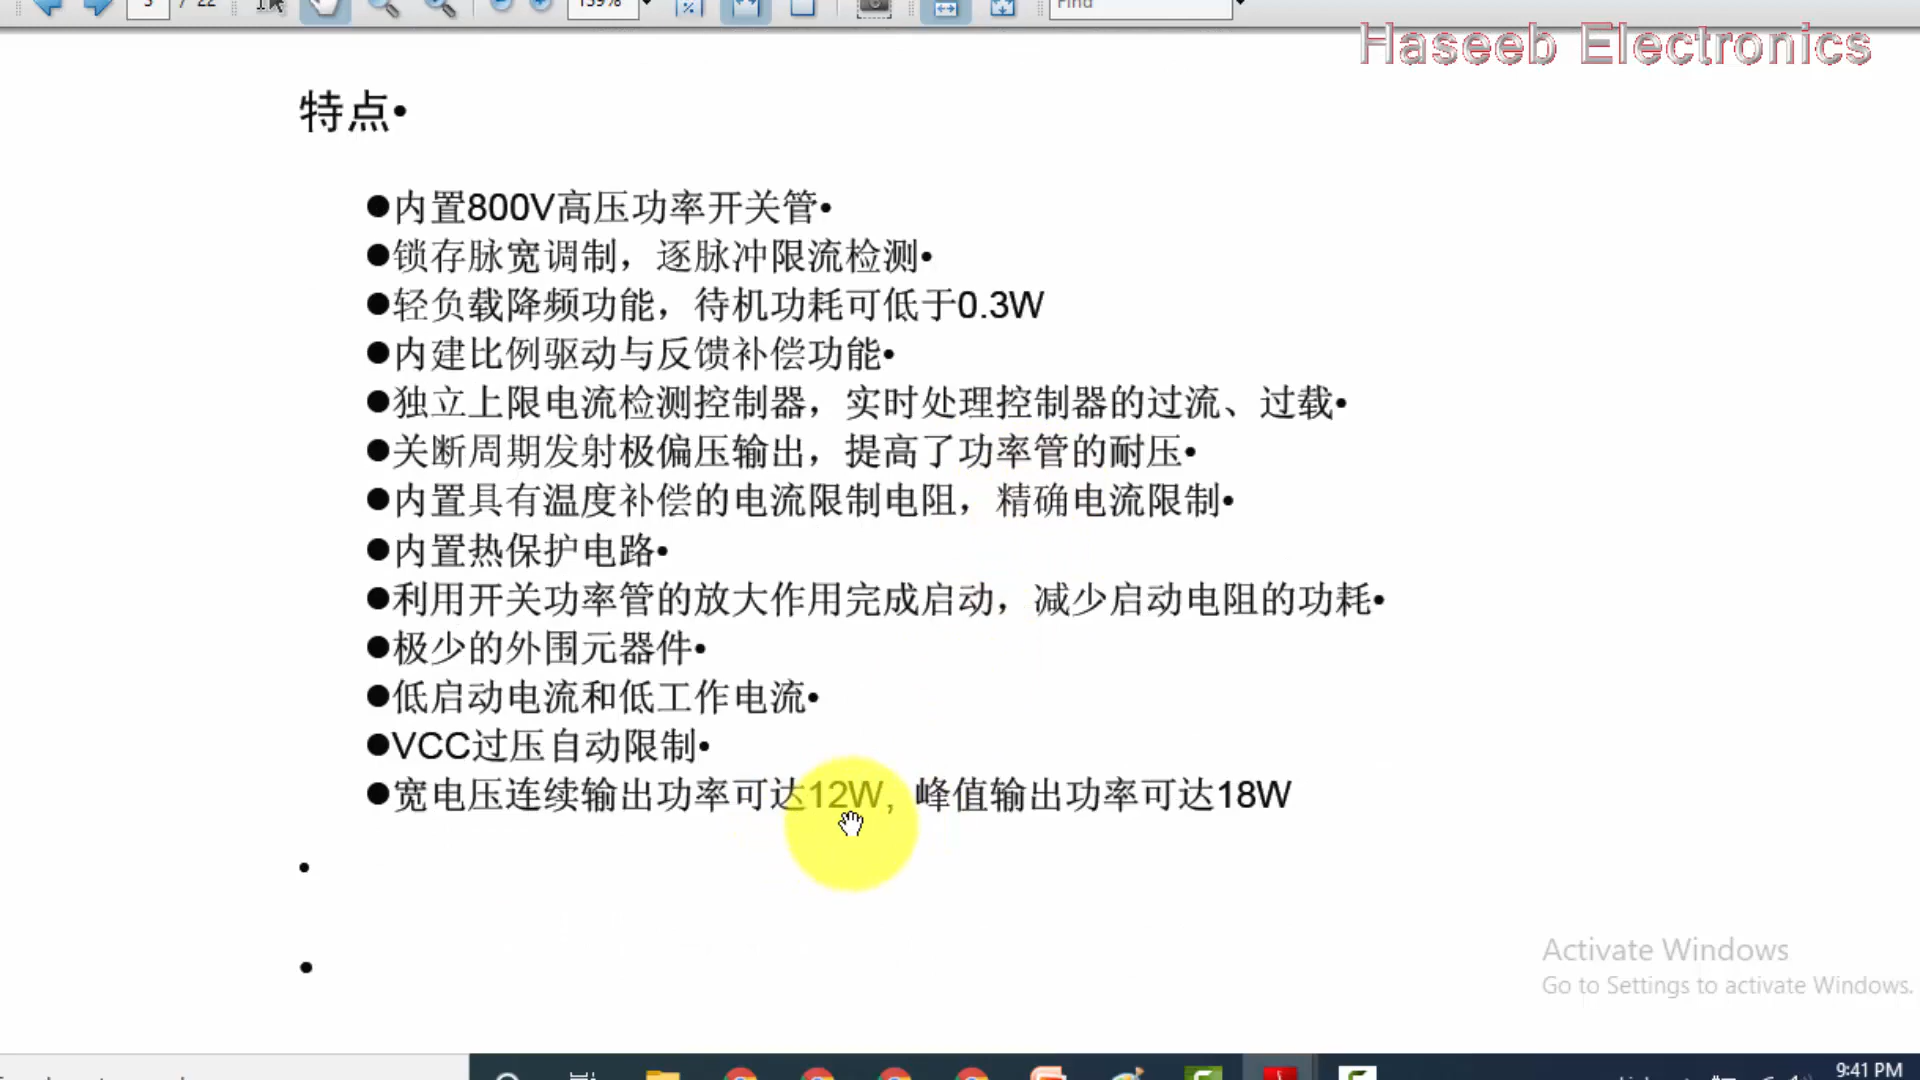 / 22
159%
Find
Haseeb Electronics
特点•
●内置800V高压功率开关管•
●锁存脉宽调制，逐脉冲限流检测•
●轻负载降频功能，待机功耗可低于0.3W
●内建比例驱动与反馈补偿功能•
●独立上限电流检测控制器，实时处理控制器的过流、过载•
●关断周期发射极偏压输出，提高了功率管的耐压•
●内置具有温度补偿的电流限制电阻，精确电流限制•
●内置热保护电路•
●利用开关功率管的放大作用完成启动，减少启动电阻的功耗•
●极少的外围元器件•
●低启动电流和低工作电流•
●VCC过压自动限制•
●宽电压连续输出功率可达12W, 峰值输出功率可达18W
•
•
Activate Windows
Go to Settings to activate Windows.
9:41 PM